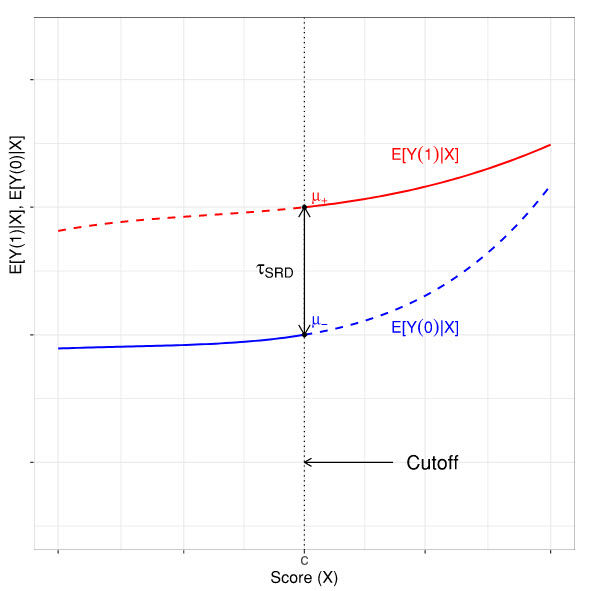 E[Y(1)|X], E[Y(0)|X]
E[Y(1)|X]
μ+
τSRD
μ−
E[Y(0)|X]
Cutoff
C
Score (X)